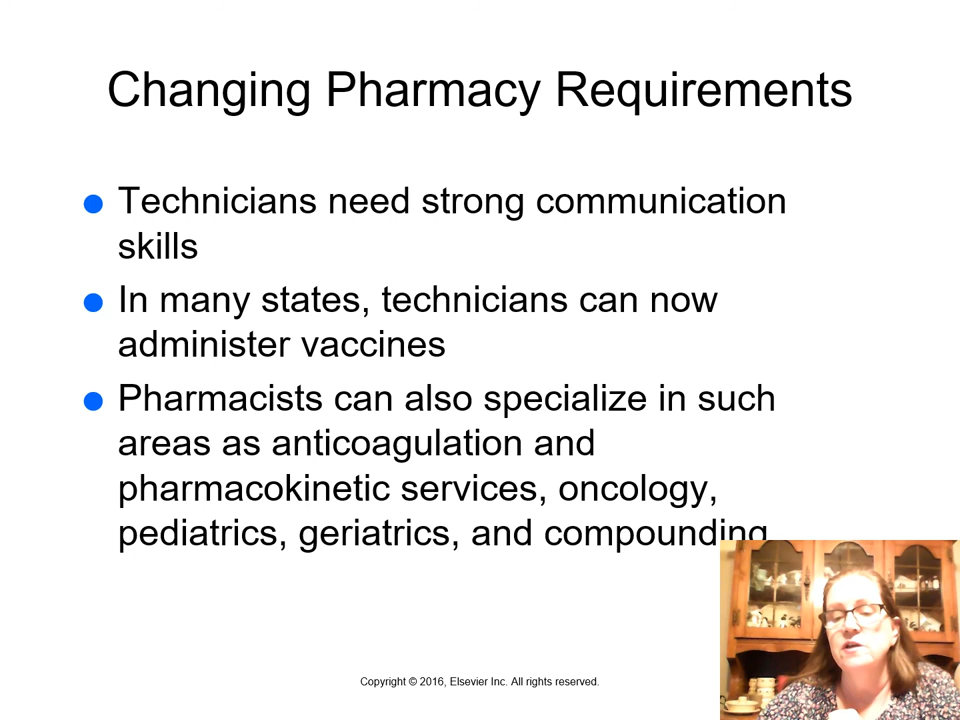 Changing Pharmacy Requirements
Technicians need strong communication
skills
In many states, technicians can now
administer vaccines
Pharmacists can also specialize in such
areas as anticoagulation and
pharmacokinetic services, oncology,
pediatrics, geriatrics, and compounding
Copyright © 2016, Elsevier Inc. All rights reserved.